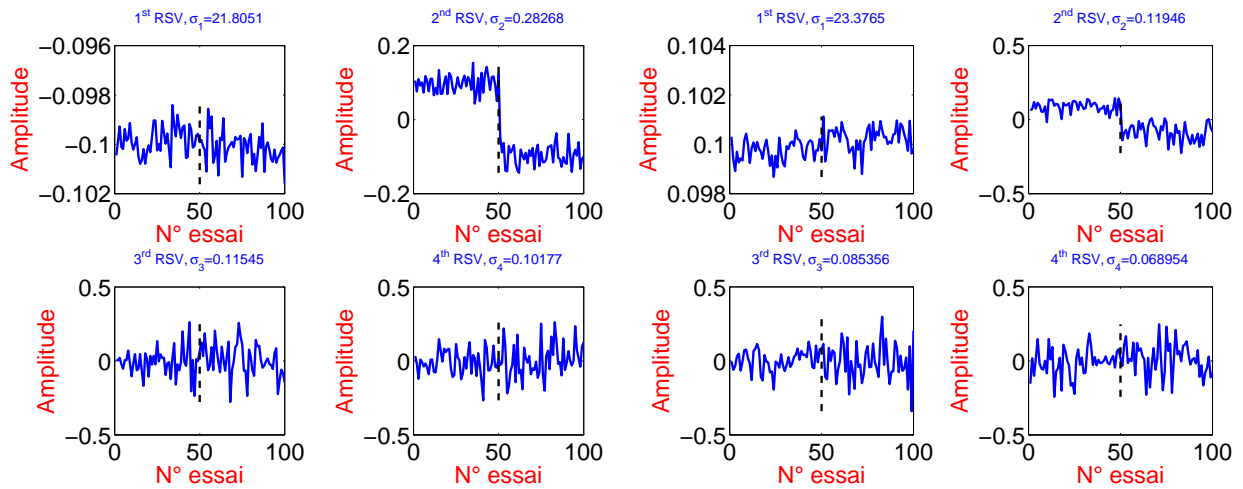 1st RSV, σ1=21.8051
−0.096
−0.098
−0.1
−0.102
0 50 100
Amplitude
N° essai
2nd RSV, σ2=0.28268
0.2
0
−0.2
0 50 100
Amplitude
N° essai
1st RSV, σ1=23.3765
0.104
0.102
0.1
0.098
0 50 100
Amplitude
N° essai
2nd RSV, σ2=0.11946
0.5
0
−0.5
0 50 100
Amplitude
N° essai
3rd RSV, σ3=0.11545
0.5
0
−0.5
0 50 100
Amplitude
N° essai
4th RSV, σ4=0.10177
0.5
0
−0.5
0 50 100
Amplitude
N° essai
3rd RSV, σ3=0.085356
0.5
0
−0.5
0 50 100
Amplitude
N° essai
4th RSV, σ4=0.068954
0.5
0
−0.5
0 50 100
Amplitude
N° essai